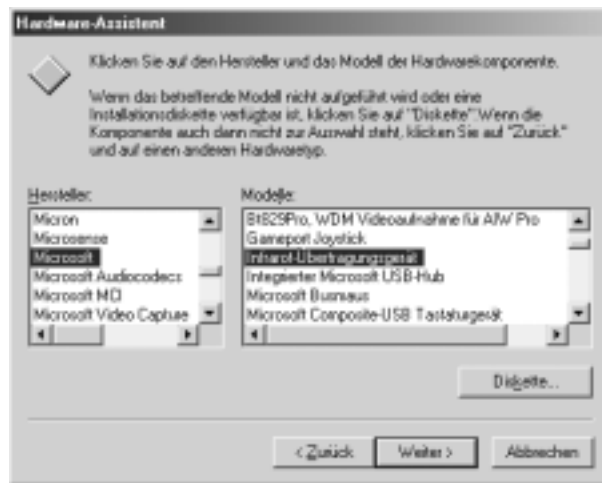 Hardware-Assistent
Klicken Sie auf den Hersteller und das Modell der Hardwarekomponente.
Wenn das betreffende Modell nicht aufgeführt wird oder eine
Installationsdiskette verfügbar ist, klicken Sie auf "Diskette".Wenn die
Komponente auch dann nicht zur Auswahl steht, klicken Sie auf "Zurück"
und auf einen anderen Hardwaretyp.
Hersteller:
Micron
Microsense
Microsoft
Microsoft Audiocodecs
Microsoft MCI
Microsoft Video Capture
Modelle:
Bt829Pro, WDM Videoaufnahme für AIW Pro
Gameport Joystick
Infrarot-Übertragungsgerät
Integrierter Microsoft USB-Hub
Microsoft Busmaus
Microsoft Composite-USB Tastaturgerät
Diskette...
< Zurück
Weiter >
Abbrechen